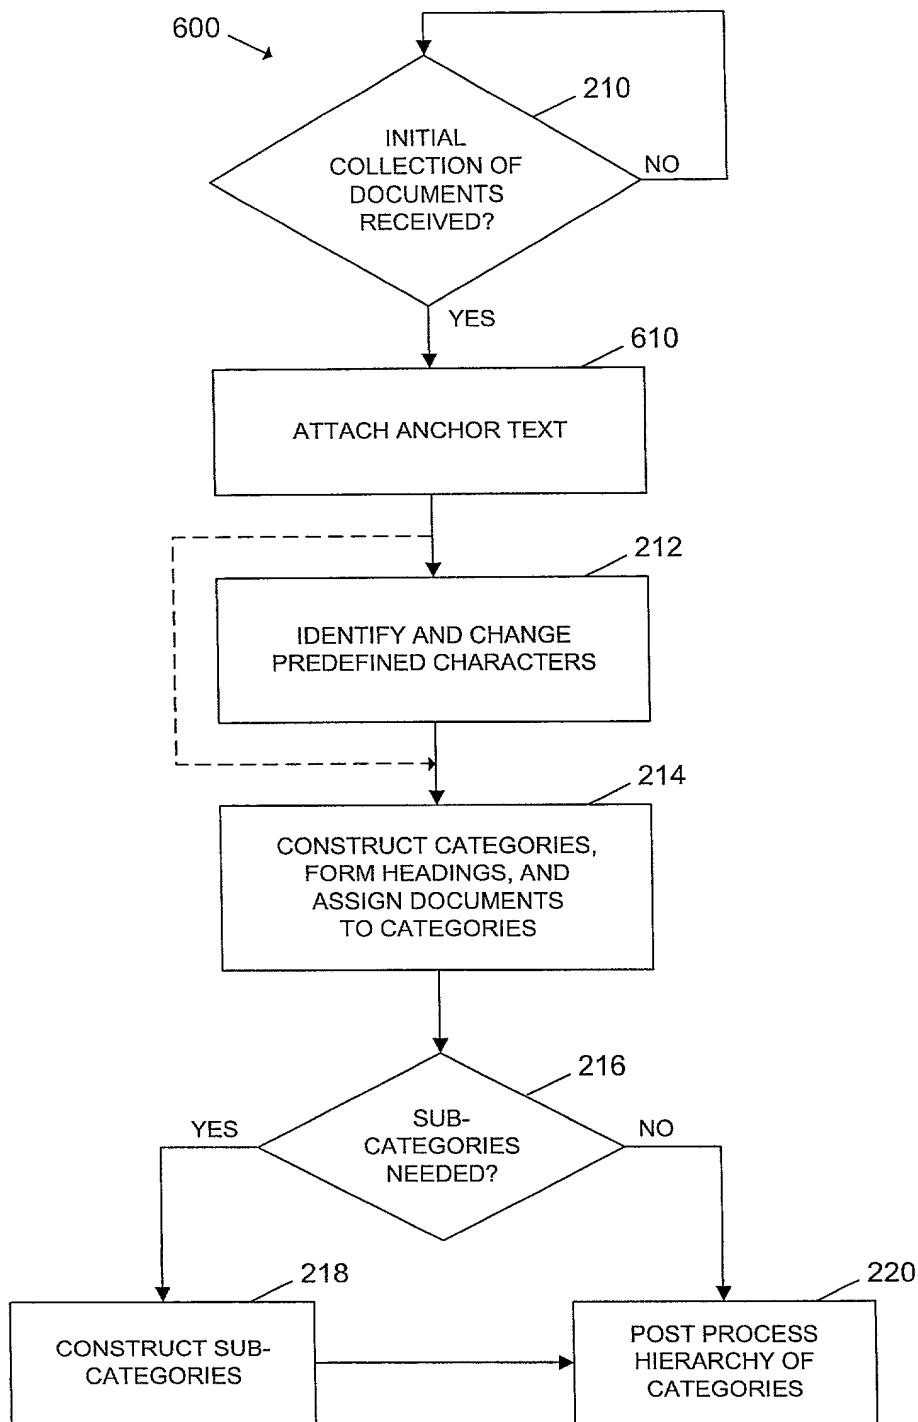 600
210
INITIAL
COLLECTION OF
DOCUMENTS
RECEIVED?
NO
YES
610
ATTACH ANCHOR TEXT
212
IDENTIFY AND CHANGE
PREDEFINED CHARACTERS
214
CONSTRUCT CATEGORIES,
FORM HEADINGS, AND
ASSIGN DOCUMENTS
TO CATEGORIES
216
SUB-
CATEGORIES
NEEDED?
YES
NO
218
CONSTRUCT SUB-
CATEGORIES
220
POST PROCESS
HIERARCHY OF
CATEGORIES